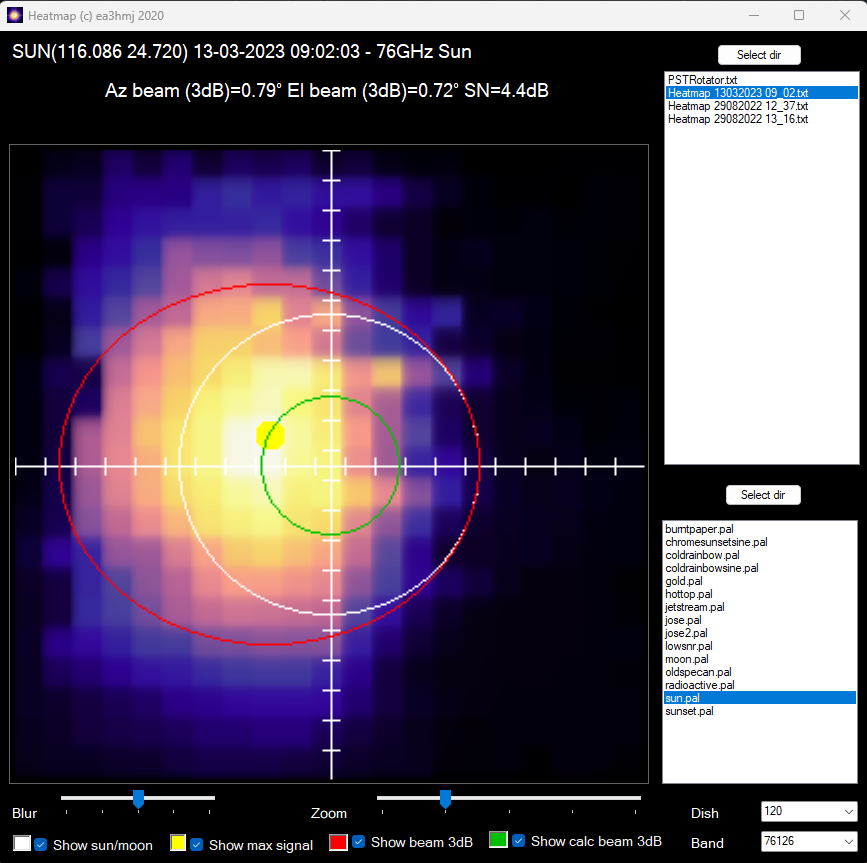 Heatmap (c) ea3hmj 2020
SUN(116.086 24.720) 13-03-2023 09:02:03 - 76GHz Sun
Az beam (3dB)=0.79° El beam (3dB)=0.72° SN=4.4dB
Select dir
PSTRotator.txt
Heatmap 13032023 09_02.txt
Heatmap 29082022 12_37.txt
Heatmap 29082022 13_16.txt
Select dir
burntpaper.pal
chromesunsetsine.pal
coldrainbow.pal
coldrainbowsine.pal
gold.pal
hottop.pal
jetstream.pal
jose.pal
jose2.pal
lowsnr.pal
moon.pal
oldspecan.pal
radioactive.pal
sun.pal
sunset.pal
Blur
Zoom
Dish
120
Show sun/moon
Show max signal
Show beam 3dB
Show calc beam 3dB
Band
76126